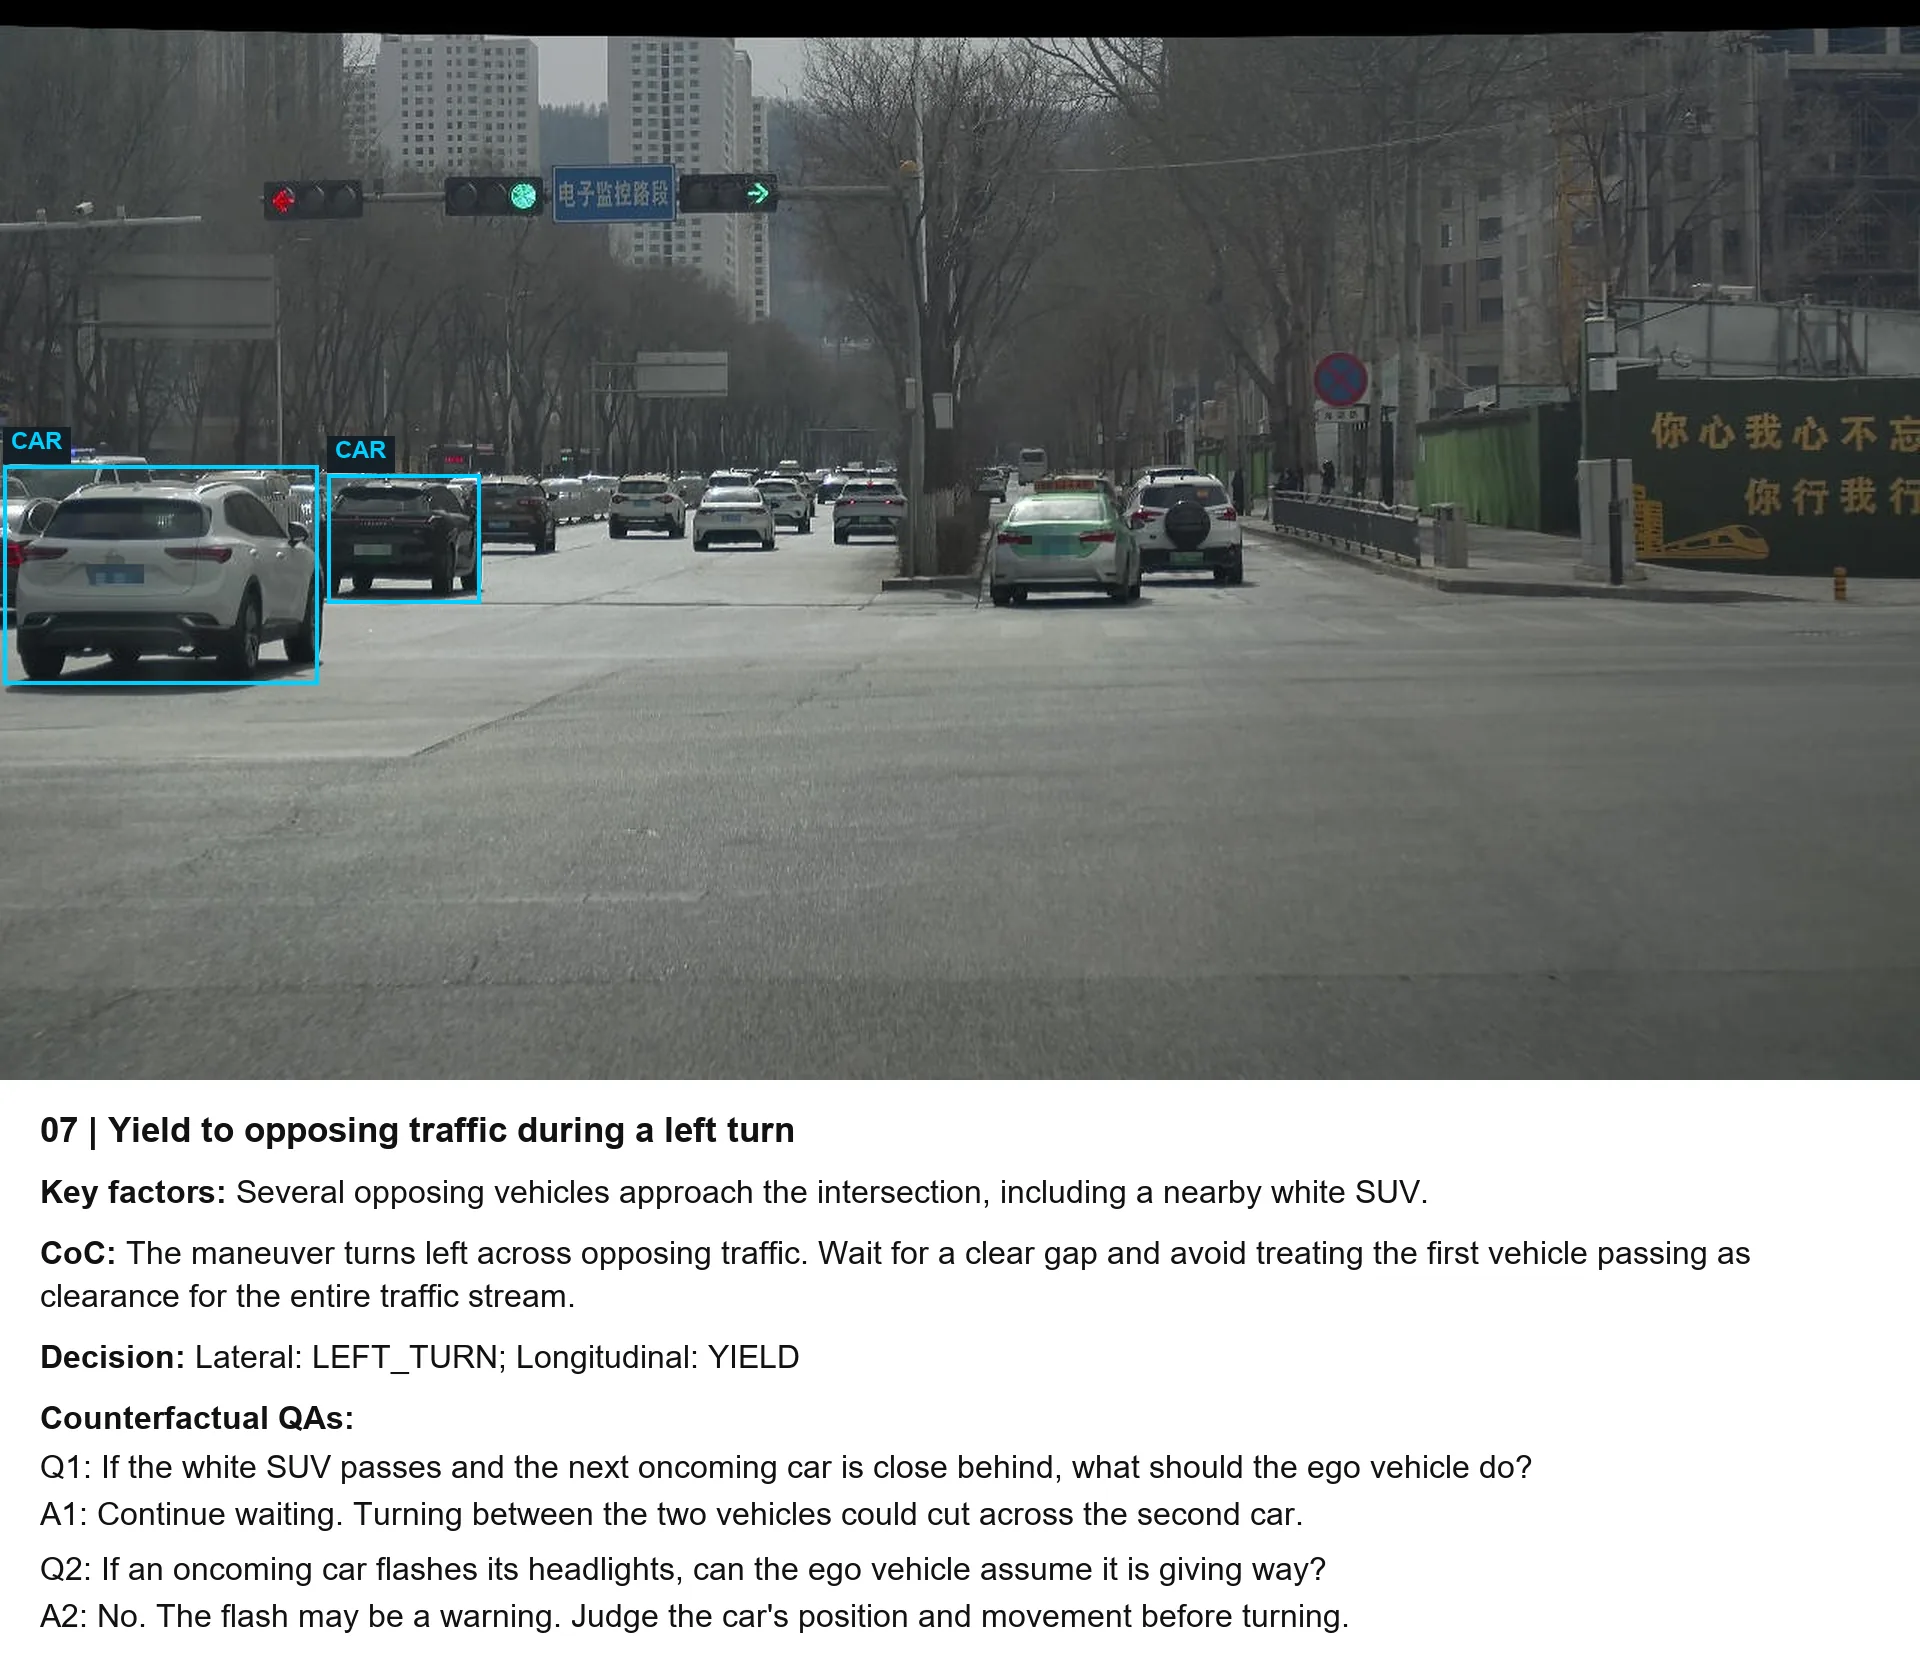 电子监控路段
CAR
CAR
你心我心不忘
你行我行
07 | Yield to opposing traffic during a left turn
Key factors: Several opposing vehicles approach the intersection, including a nearby white SUV.
CoC: The maneuver turns left across opposing traffic. Wait for a clear gap and avoid treating the first vehicle passing as
clearance for the entire traffic stream.
Decision: Lateral: LEFT_TURN; Longitudinal: YIELD
Counterfactual QAs:
Q1: If the white SUV passes and the next oncoming car is close behind, what should the ego vehicle do?
A1: Continue waiting. Turning between the two vehicles could cut across the second car.
Q2: If an oncoming car flashes its headlights, can the ego vehicle assume it is giving way?
A2: No. The flash may be a warning. Judge the car's position and movement before turning.